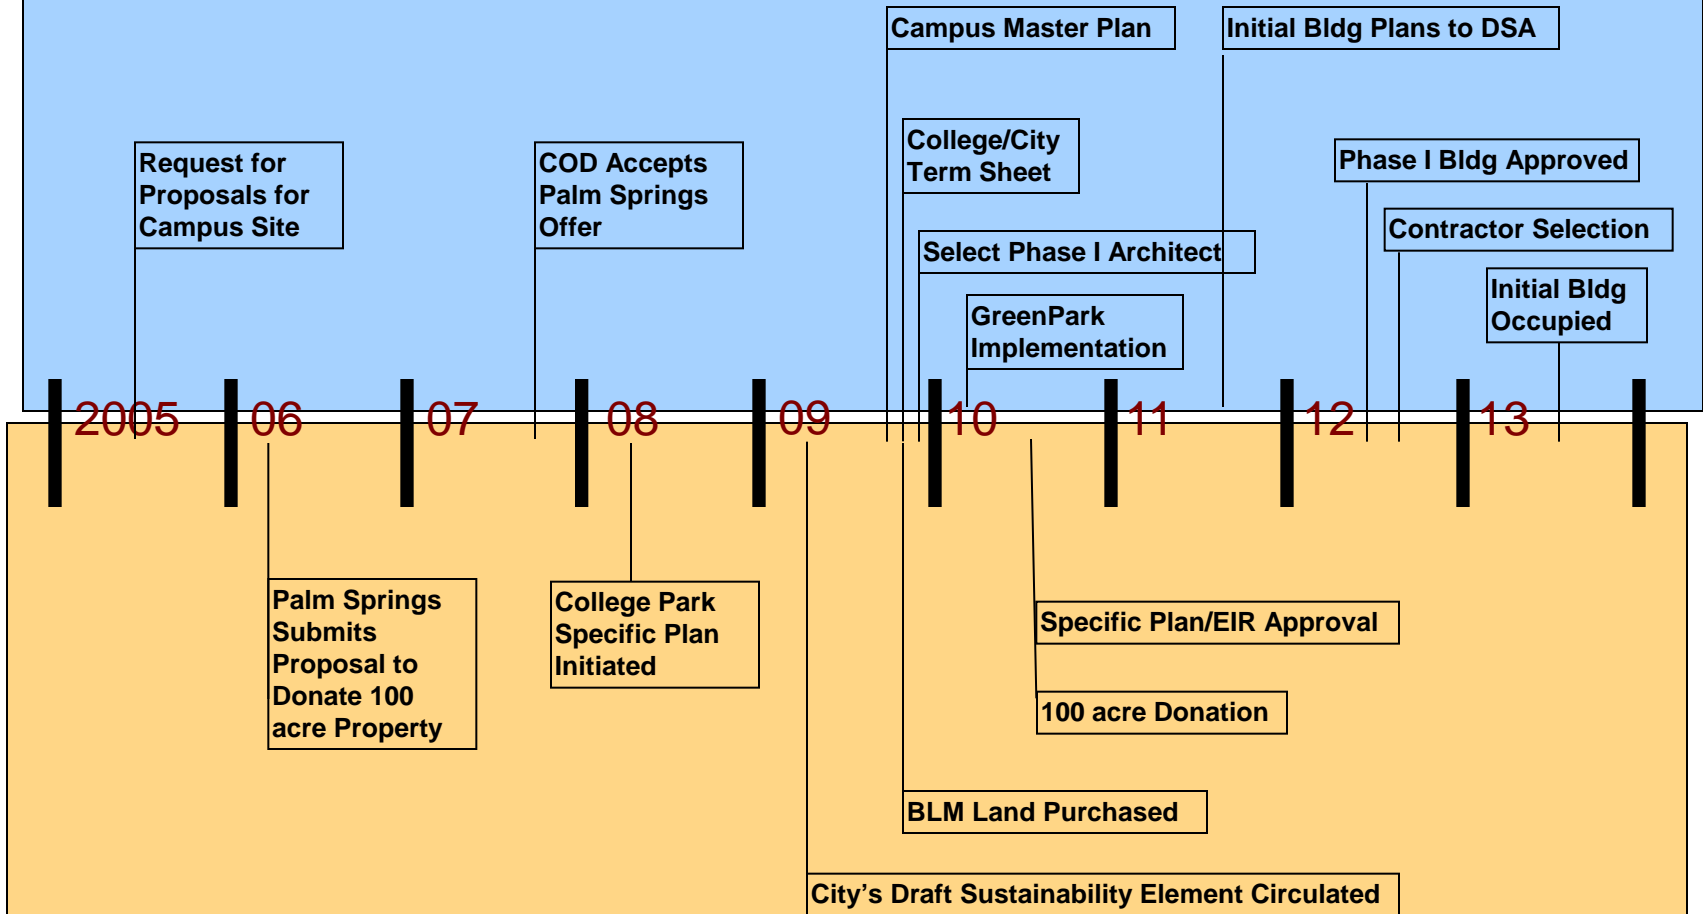 Campus Master Plan
Initial Bldg Plans to DSA
College/City
Term Sheet
Request for
Proposals for
Campus Site
COD Accepts
Palm Springs
Offer
Phase I Bldg Approved
Contractor Selection
Select Phase I Architect
Initial Bldg
Occupied
GreenPark
Implementation
2005 06 07 08 09 10 11 12 13
Palm Springs
Submits
Proposal to
Donate 100
acre Property
College Park
Specific Plan
Initiated
Specific Plan/EIR Approval
100 acre Donation
BLM Land Purchased
City’s Draft Sustainability Element Circulated